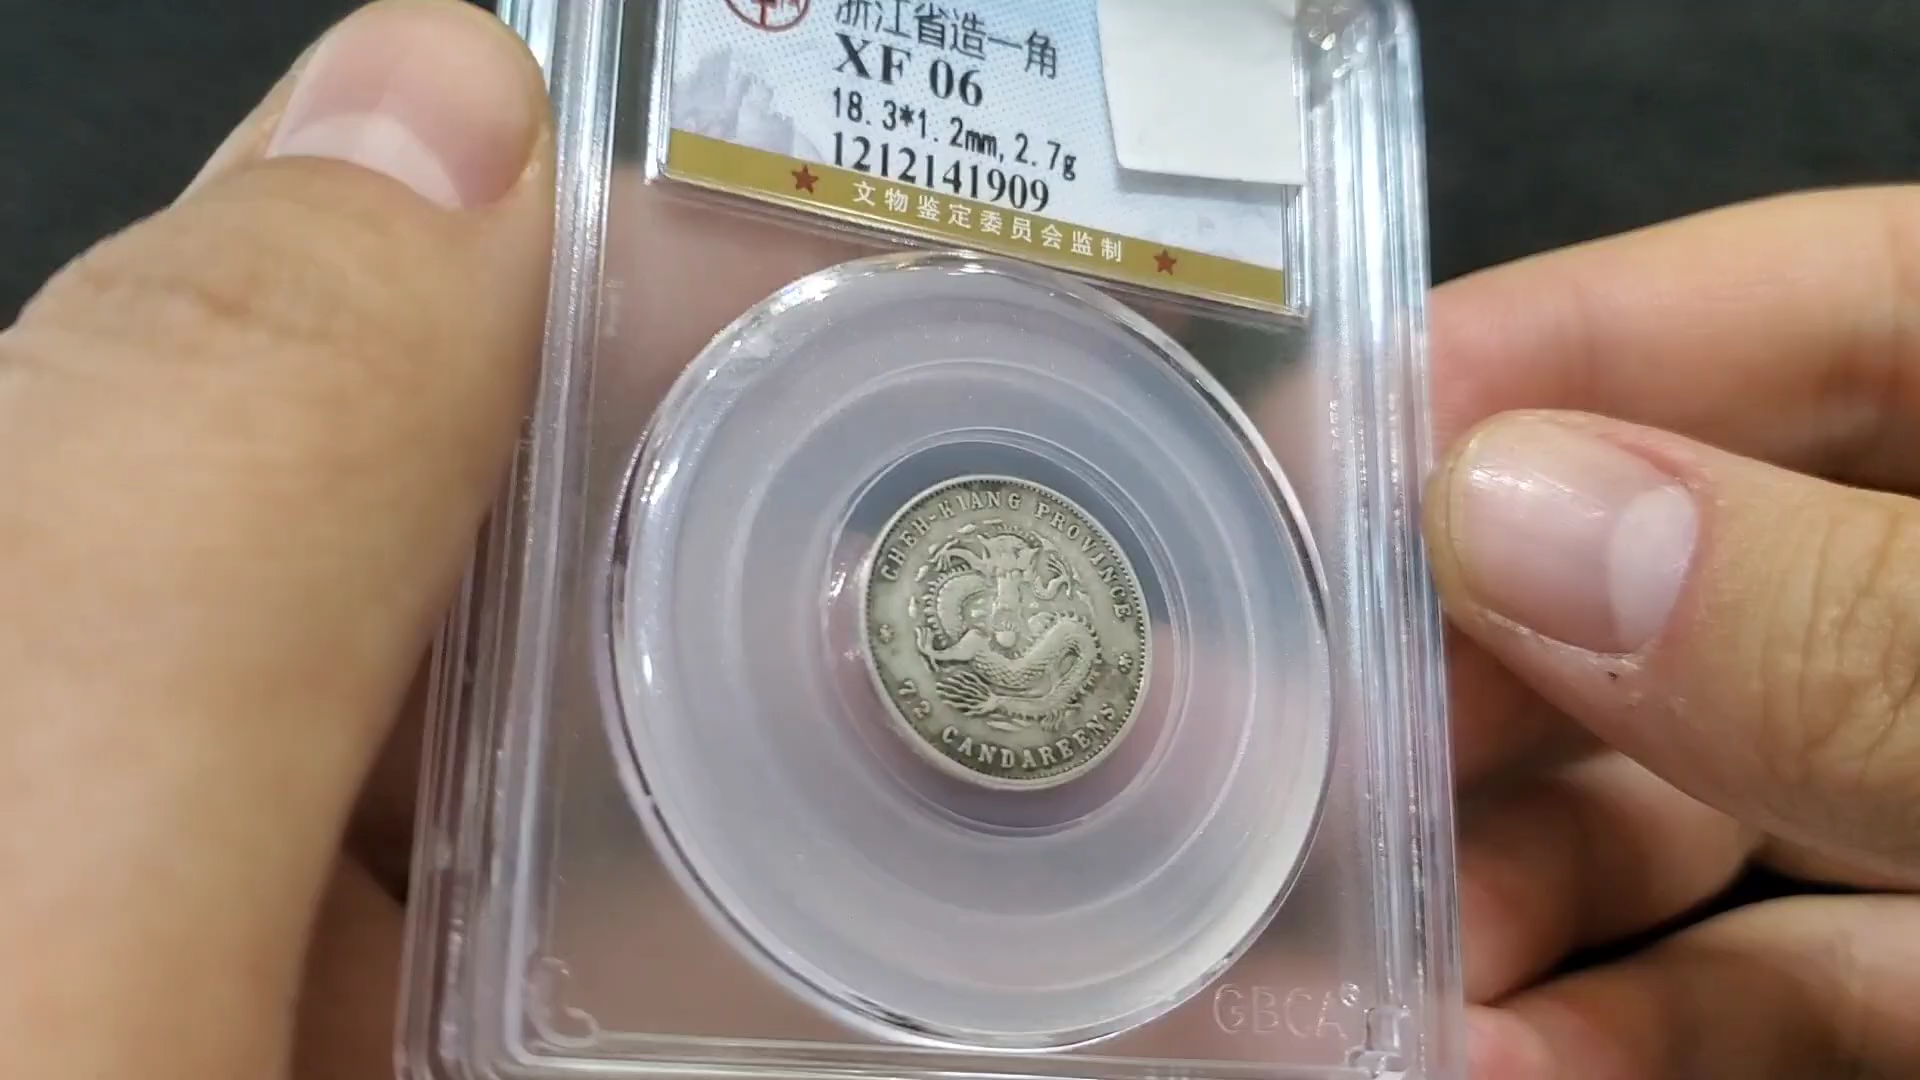 浙江省造一角
XF 06
18.3*1.2mm, 2.7g
1212141909
★ 文物鉴定委员会监制 ★
CHEH-KIANG PROVINCE
72 CANDAREENS
GBCA®